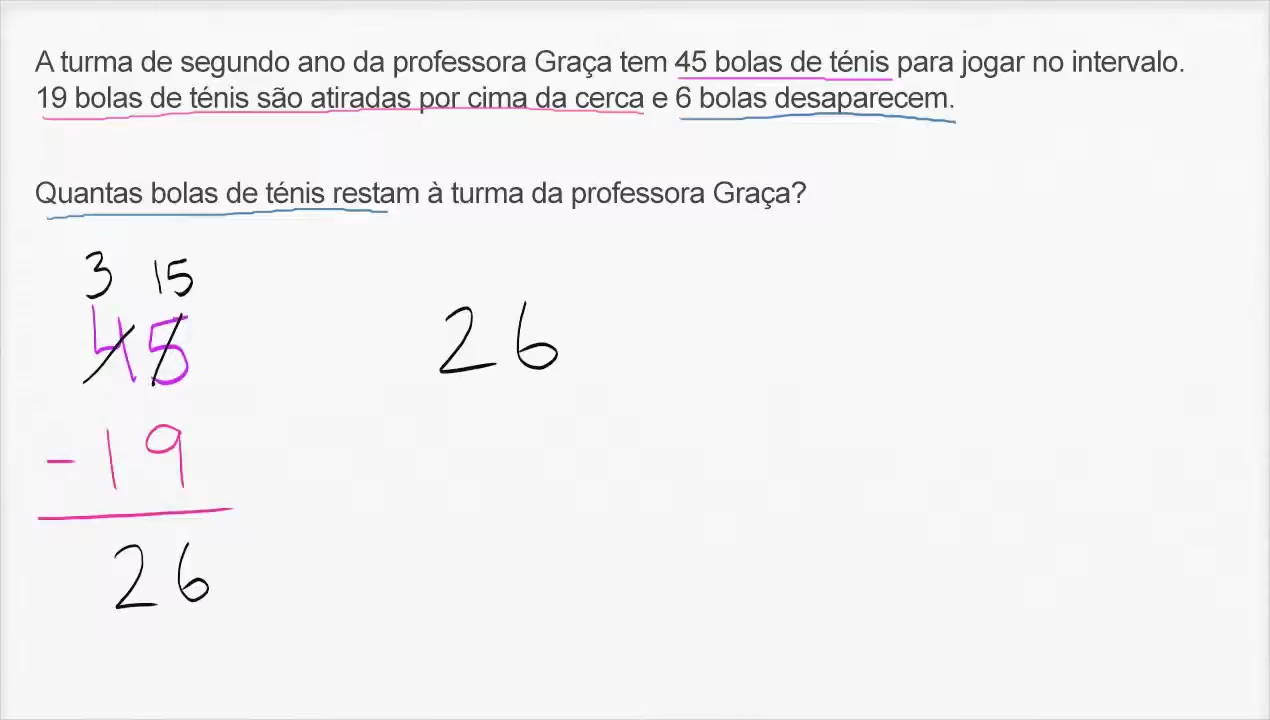 A turma de segundo ano da professora Graça tem 45 bolas de ténis para jogar no intervalo.
19 bolas de ténis são atiradas por cima da cerca e 6 bolas desaparecem.
Quantas bolas de ténis restam à turma da professora Graça?
3 15
45 26
- 19
26